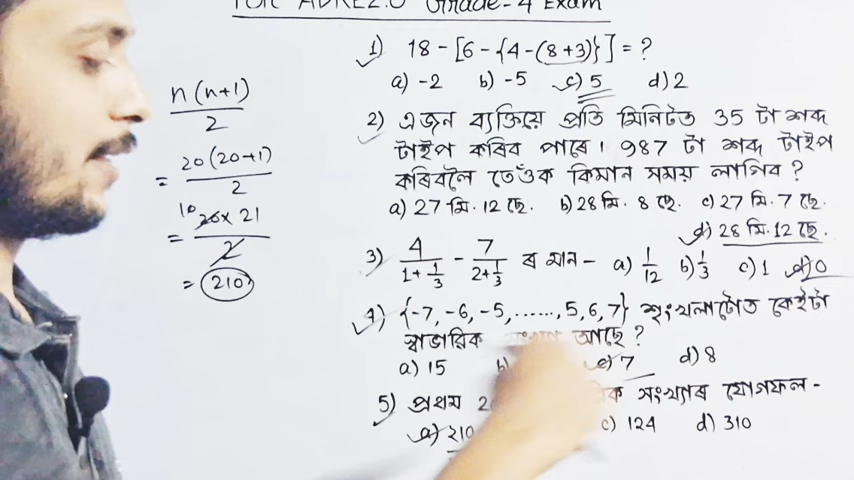 For ADRE2.0 Grade-4 Exam
n(n+1)/2
= 20(20+1)/2
= 10 20×21/2
= 210
1) 18-[6-{4-(8+3)}]=?
a) -2 b) -5 c) 5 d) 2
2) এজন ব্যক্তিয়ে প্ৰতি মিনিটত 35 টা শব্দ
টাইপ কৰিব পাৰে। 987 টা শব্দ টাইপ
কৰিবলৈ তেওঁক কিমান সময় লাগিব?
a) 27 মি. 12 ছে. b) 28 মি. 8 ছে. c) 27 মি. 7 ছে.
d) 28 মি. 12 ছে.
3) 4/(1+1/3) - 7/(2+1/3) ৰ মান- a) 1/12 b) 1/3 c) 1 d) 0
4) {-7, -6, -5, ......, 5, 6, 7} শৃংখলাটোত কেইটা
স্বাভাৱিক আছে?
a) 15 b) c) 7 d) 8
5) প্ৰথম সংখ্যাৰ যোগফল-
a) 210 c) 124 d) 310